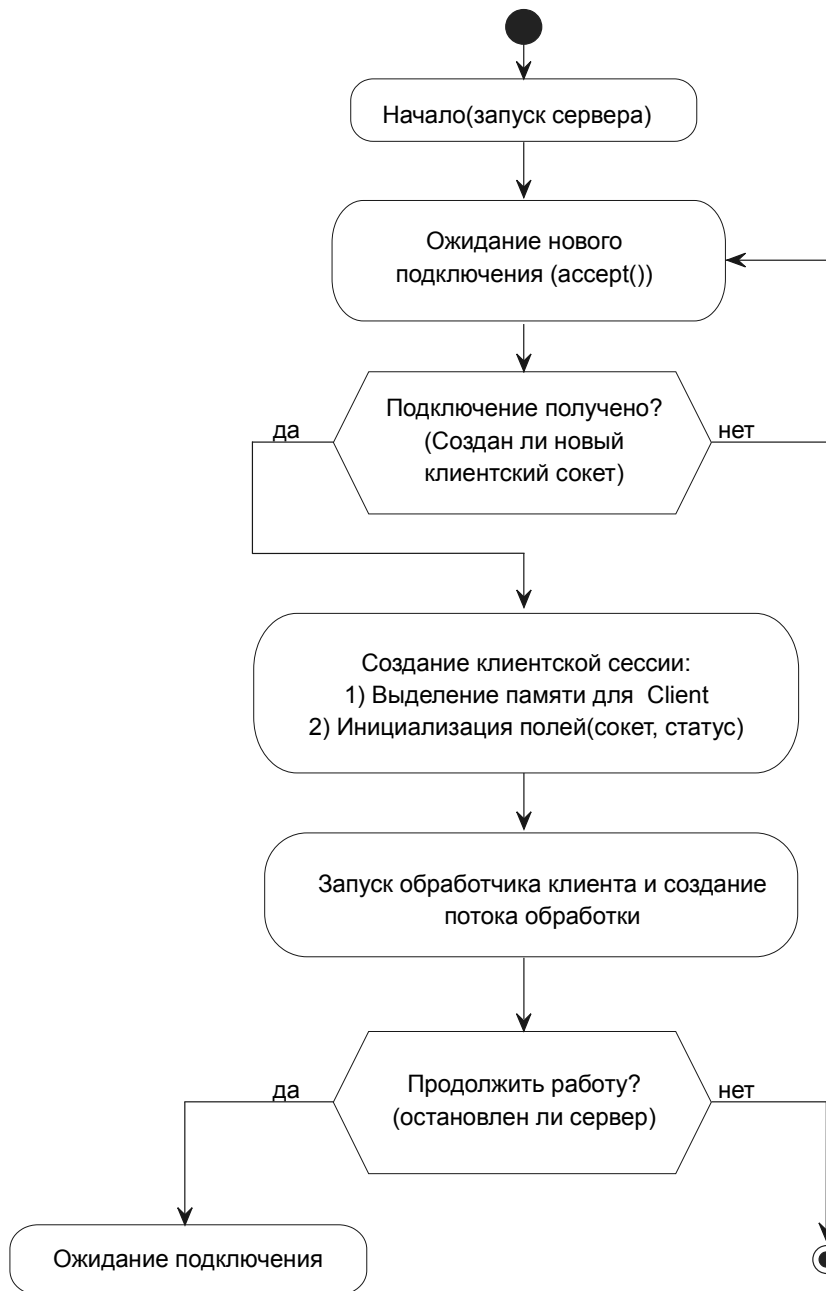 Начало(запуск сервера)
Ожидание нового
подключения (accept())
Подключение получено?
(Создан ли новый
клиентский сокет)
да
нет
Создание клиентской сессии:
1) Выделение памяти для  Client
2) Инициализация полей(сокет, статус)
Запуск обработчика клиента и создание
потока обработки
Продолжить работу?
(остановлен ли сервер)
да
нет
Ожидание подключения